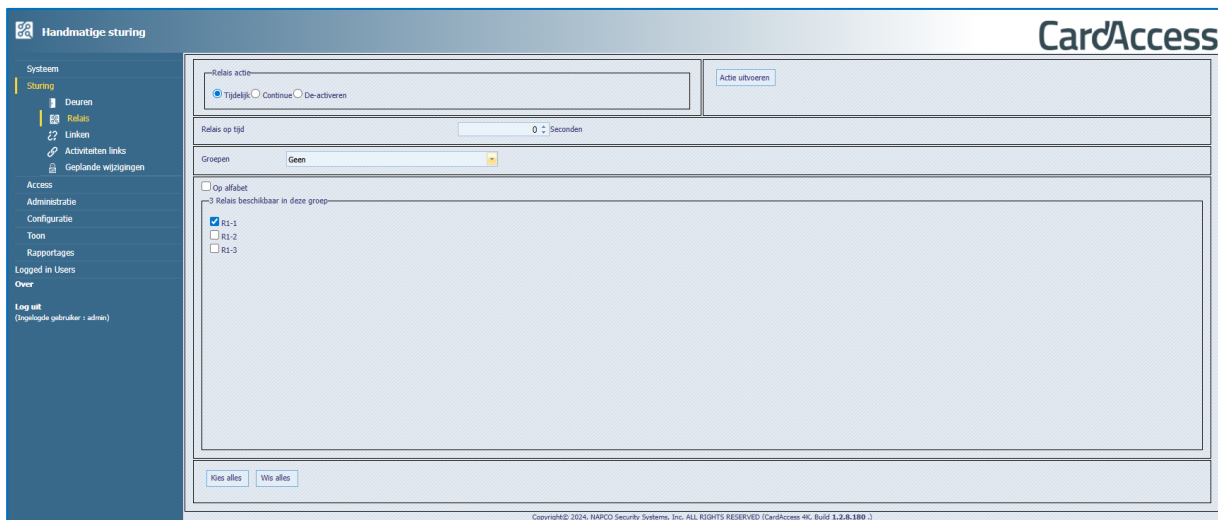 Handmatige sturing
CardAccess
Systeem
Sturing
Deuren
Relais
Linken
Activiteiten links
Geplande wijzigingen
Access
Administratie
Configuratie
Toon
Rapportages
Logged in Users
Over
Log uit
(Ingelogde gebruiker : admin)
Relais actie
Tijdelijk Continue De-activeren
Actie uitvoeren
Relais op tijd 0 Seconden
Groepen Geen
Op alfabet
3 Relais beschikbaar in deze groep
R1-1
R1-2
R1-3
Kies alles Wis alles
Copyright© 2024, NAPCO Security Systems, Inc. ALL RIGHTS RESERVED (CardAccess 4K, Build 1.2.8.180 .)